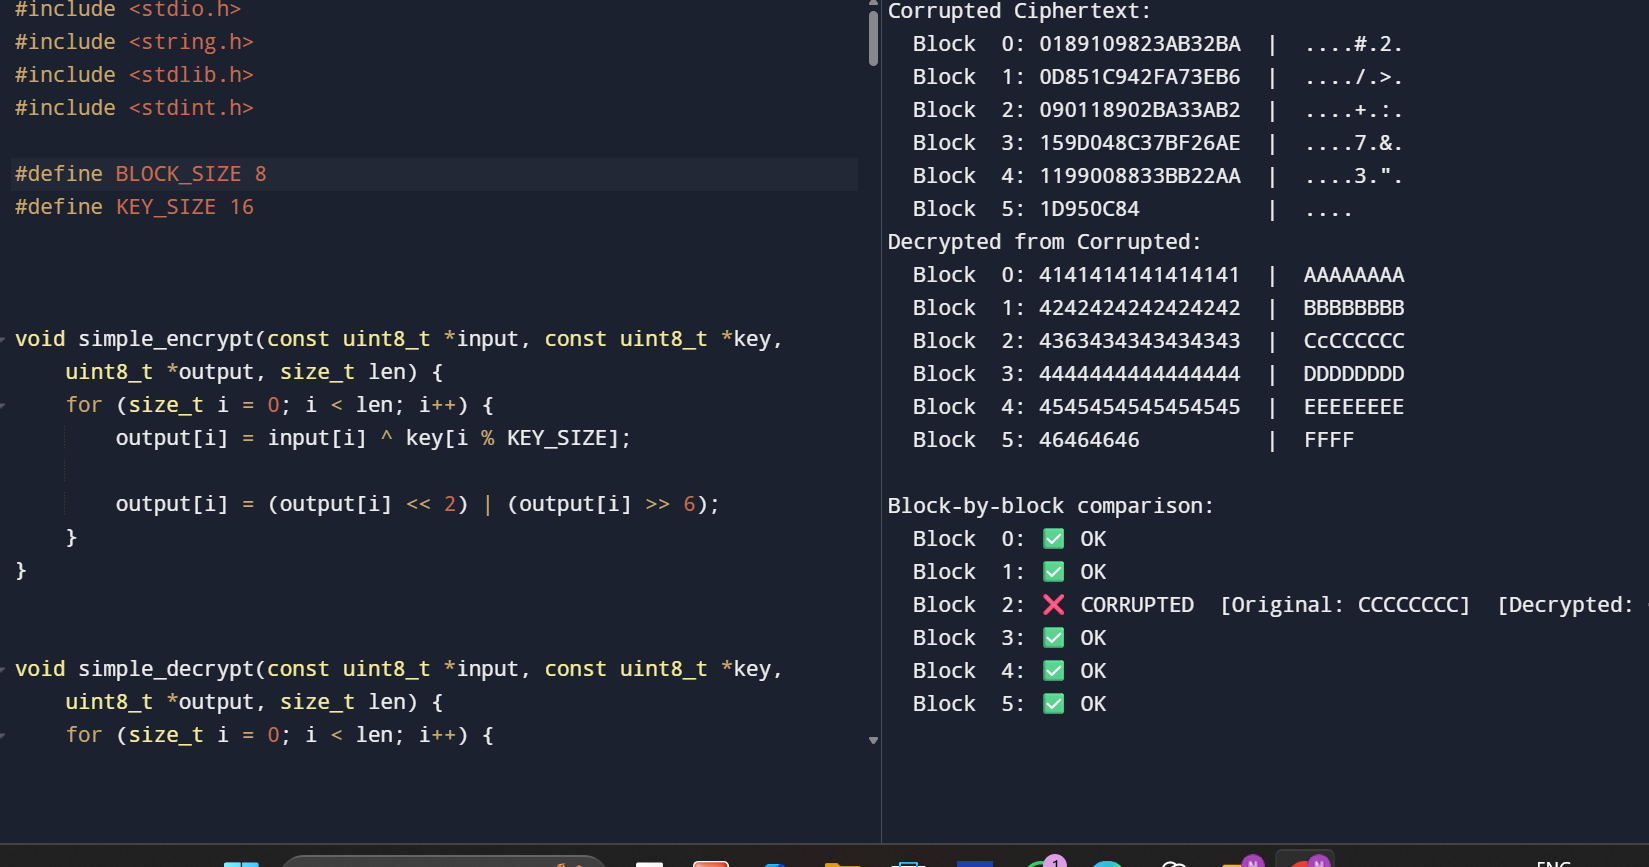 #include <stdio.h>
#include <string.h>
#include <stdlib.h>
#include <stdint.h>
#define BLOCK_SIZE 8
#define KEY_SIZE 16
void simple_encrypt(const uint8_t *input, const uint8_t *key,
uint8_t *output, size_t len) {
for (size_t i = 0; i < len; i++) {
output[i] = input[i] ^ key[i % KEY_SIZE];
output[i] = (output[i] << 2) | (output[i] >> 6);
}
}
void simple_decrypt(const uint8_t *input, const uint8_t *key,
uint8_t *output, size_t len) {
for (size_t i = 0; i < len; i++) {
Corrupted Ciphertext:
Block 0: 0189109823AB32BA | ....#.2.
Block 1: 0D851C942FA73EB6 | ..../.>.
Block 2: 090118902BA33AB2 | ....+.:.
Block 3: 159D048C37BF26AE | ....7.&.
Block 4: 1199008833BB22AA | ....3.".
Block 5: 1D950C84 | ....
Decrypted from Corrupted:
Block 0: 4141414141414141 | AAAAAAAA
Block 1: 4242424242424242 | BBBBBBBB
Block 2: 4363434343434343 | CcCCCCCC
Block 3: 4444444444444444 | DDDDDDDD
Block 4: 4545454545454545 | EEEEEEEE
Block 5: 46464646 | FFFF
Block-by-block comparison:
Block 0: ✅ OK
Block 1: ✅ OK
Block 2: ❌ CORRUPTED [Original: CCCCCCCC] [Decrypted:
Block 3: ✅ OK
Block 4: ✅ OK
Block 5: ✅ OK
1
N
N
ENG